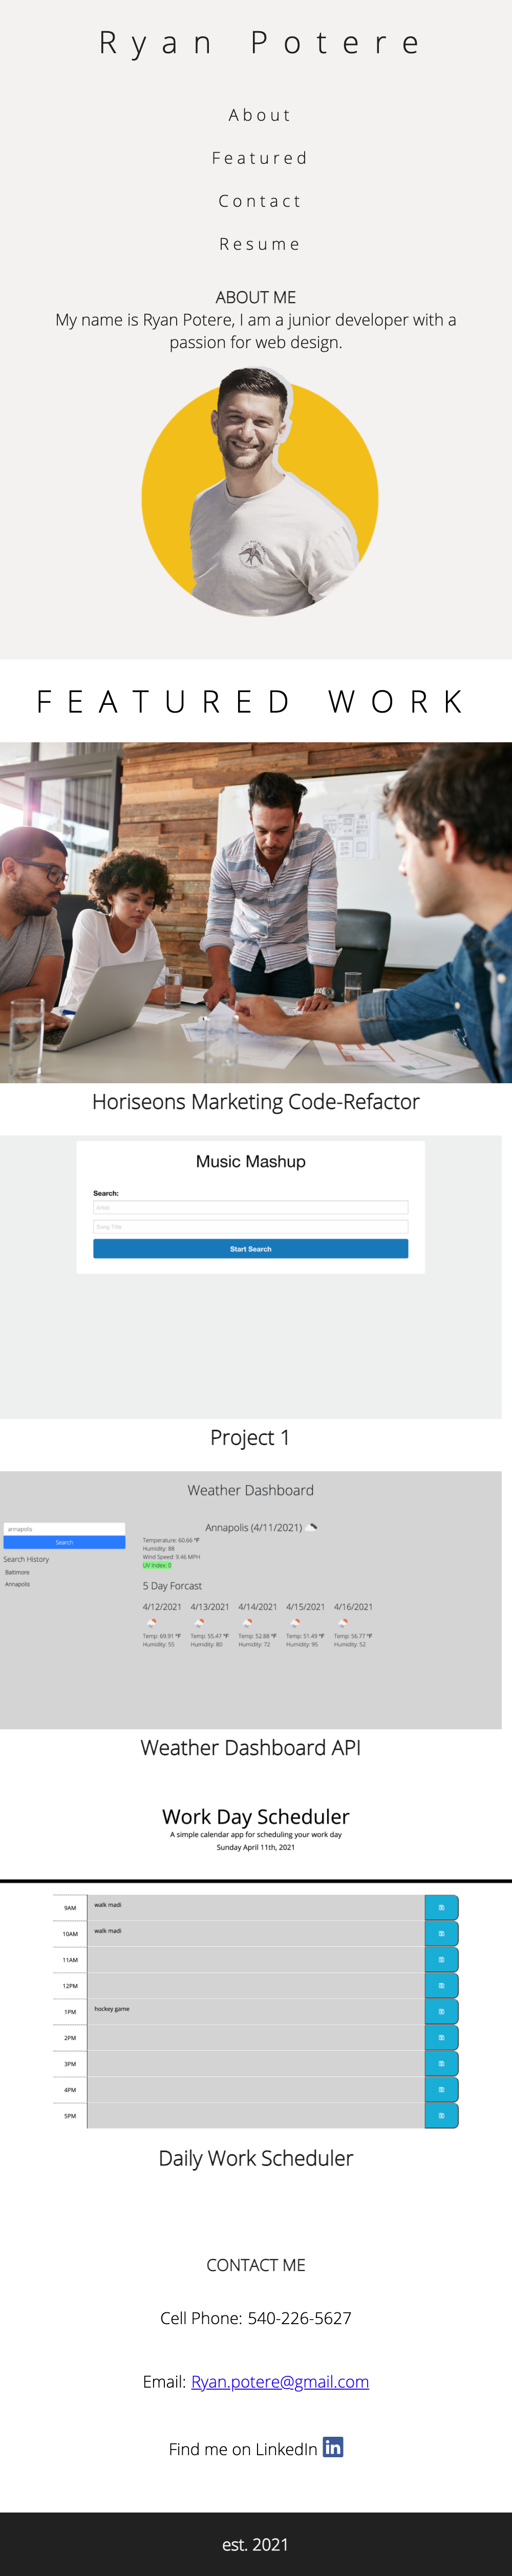 Ryan Potere
About
Featured
Contact
Resume
ABOUT ME
My name is Ryan Potere, I am a junior developer with a
passion for web design.
FEATURED WORK
Horiseons Marketing Code-Refactor
Music Mashup
Search:
Artist
Song Title
Start Search
Project 1
Weather Dashboard
annapolis
Search
Search History
Baltimore
Annapolis
Annapolis (4/11/2021)
Temperature: 60.66 °F
Humidity: 88
Wind Speed: 9.46 MPH
UV Index: 0
5 Day Forcast
4/12/2021 4/13/2021 4/14/2021 4/15/2021 4/16/2021
Temp: 69.91 °F Temp: 55.47 °F Temp: 52.88 °F Temp: 51.49 °F Temp: 56.77 °F
Humidity: 55 Humidity: 80 Humidity: 72 Humidity: 95 Humidity: 52
Weather Dashboard API
Work Day Scheduler
A simple calendar app for scheduling your work day
Sunday April 11th, 2021
9AM walk madi
10AM walk madi
11AM
12PM
1PM hockey game
2PM
3PM
4PM
5PM
Daily Work Scheduler
CONTACT ME
Cell Phone: 540-226-5627
Email: Ryan.potere@gmail.com
Find me on LinkedIn in
est. 2021